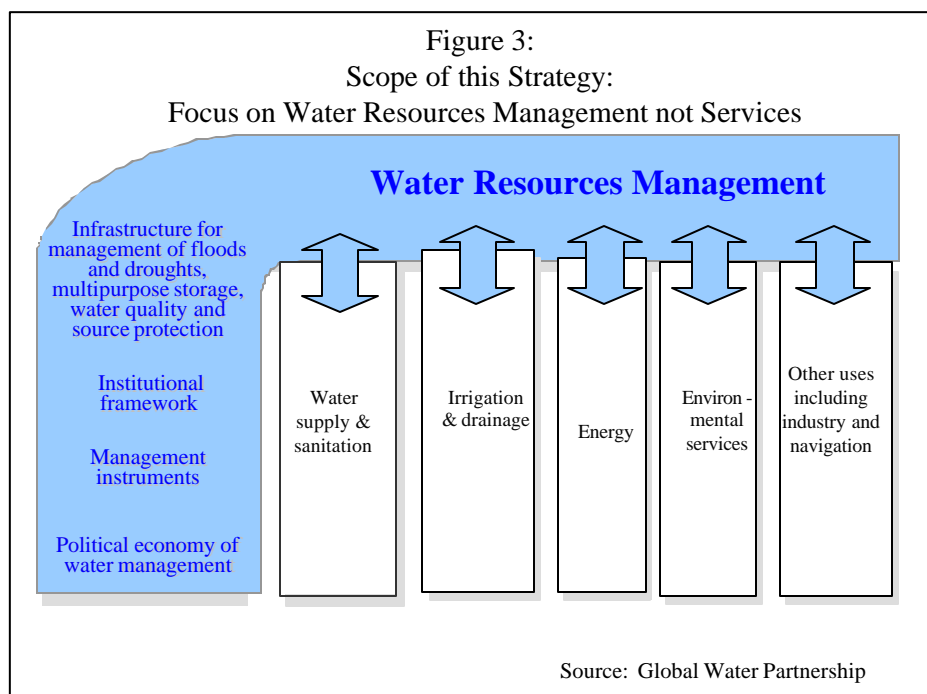 Figure 3:
Scope of this Strategy:
Focus on Water Resources Management not Services
Water Resources Management
Infrastructure for
management of floods
and droughts,
multipurpose storage,
water quality and
source protection
Institutional
framework
Management
instruments
Political economy of
water management
Water
supply &
sanitation
Irrigation
& drainage
Energy
Environ -
mental
services
Other uses
including
industry and
navigation
Source: Global Water Partnership